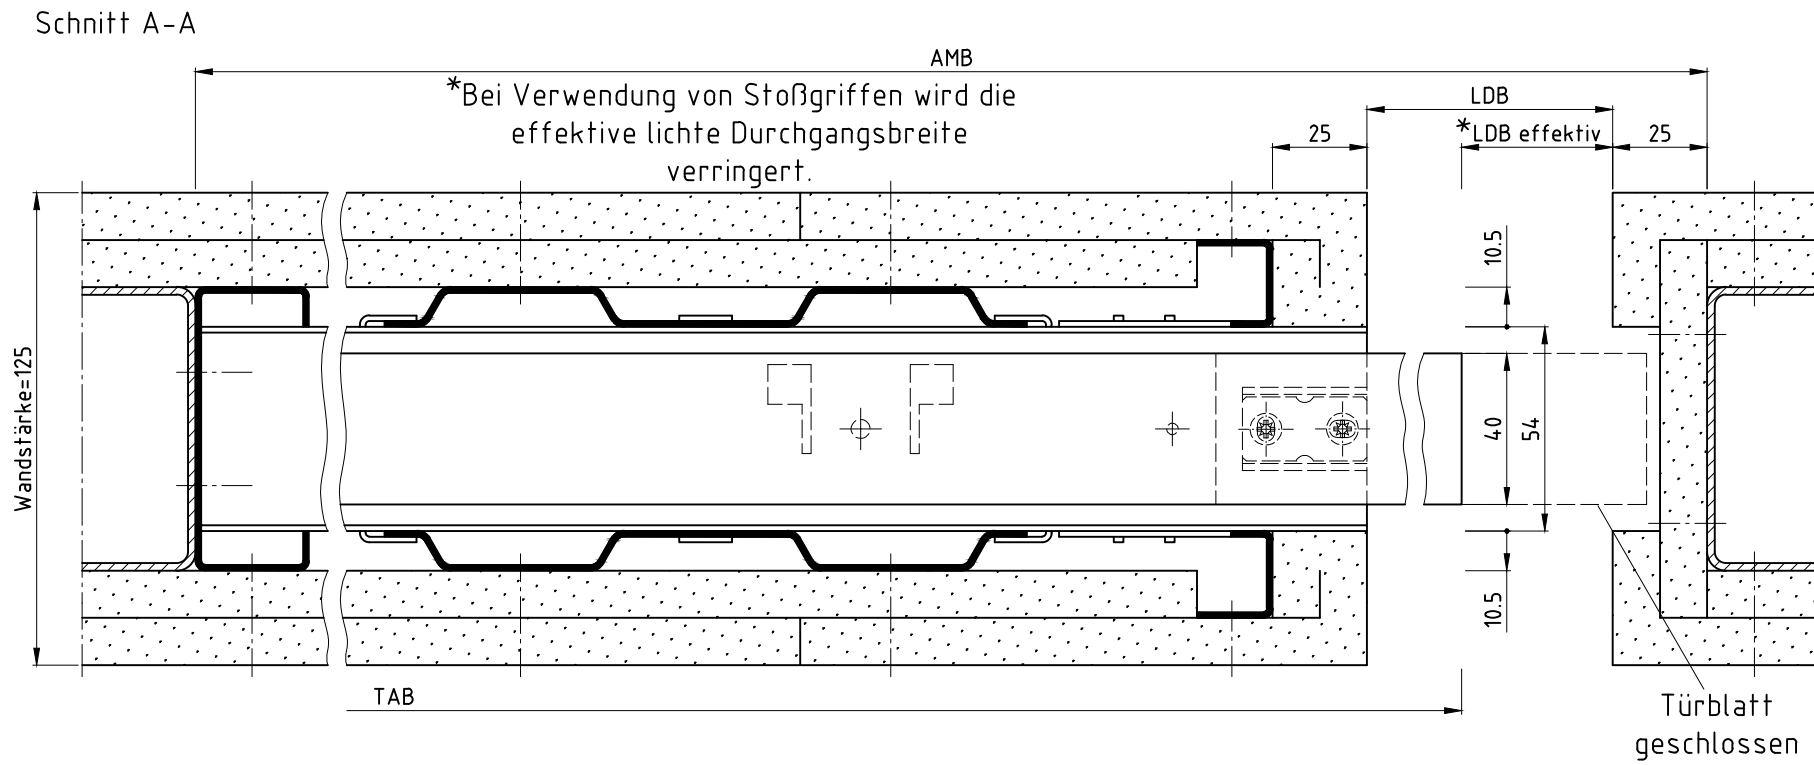 Schnitt A-A
AMB
*Bei Verwendung von Stoßgriffen wird die
effektive lichte Durchgangsbreite
verringert.
LDB
25
*LDB effektiv
25
10.5
Wandstärke=125
40
54
10.5
TAB
Türblatt
geschlossen